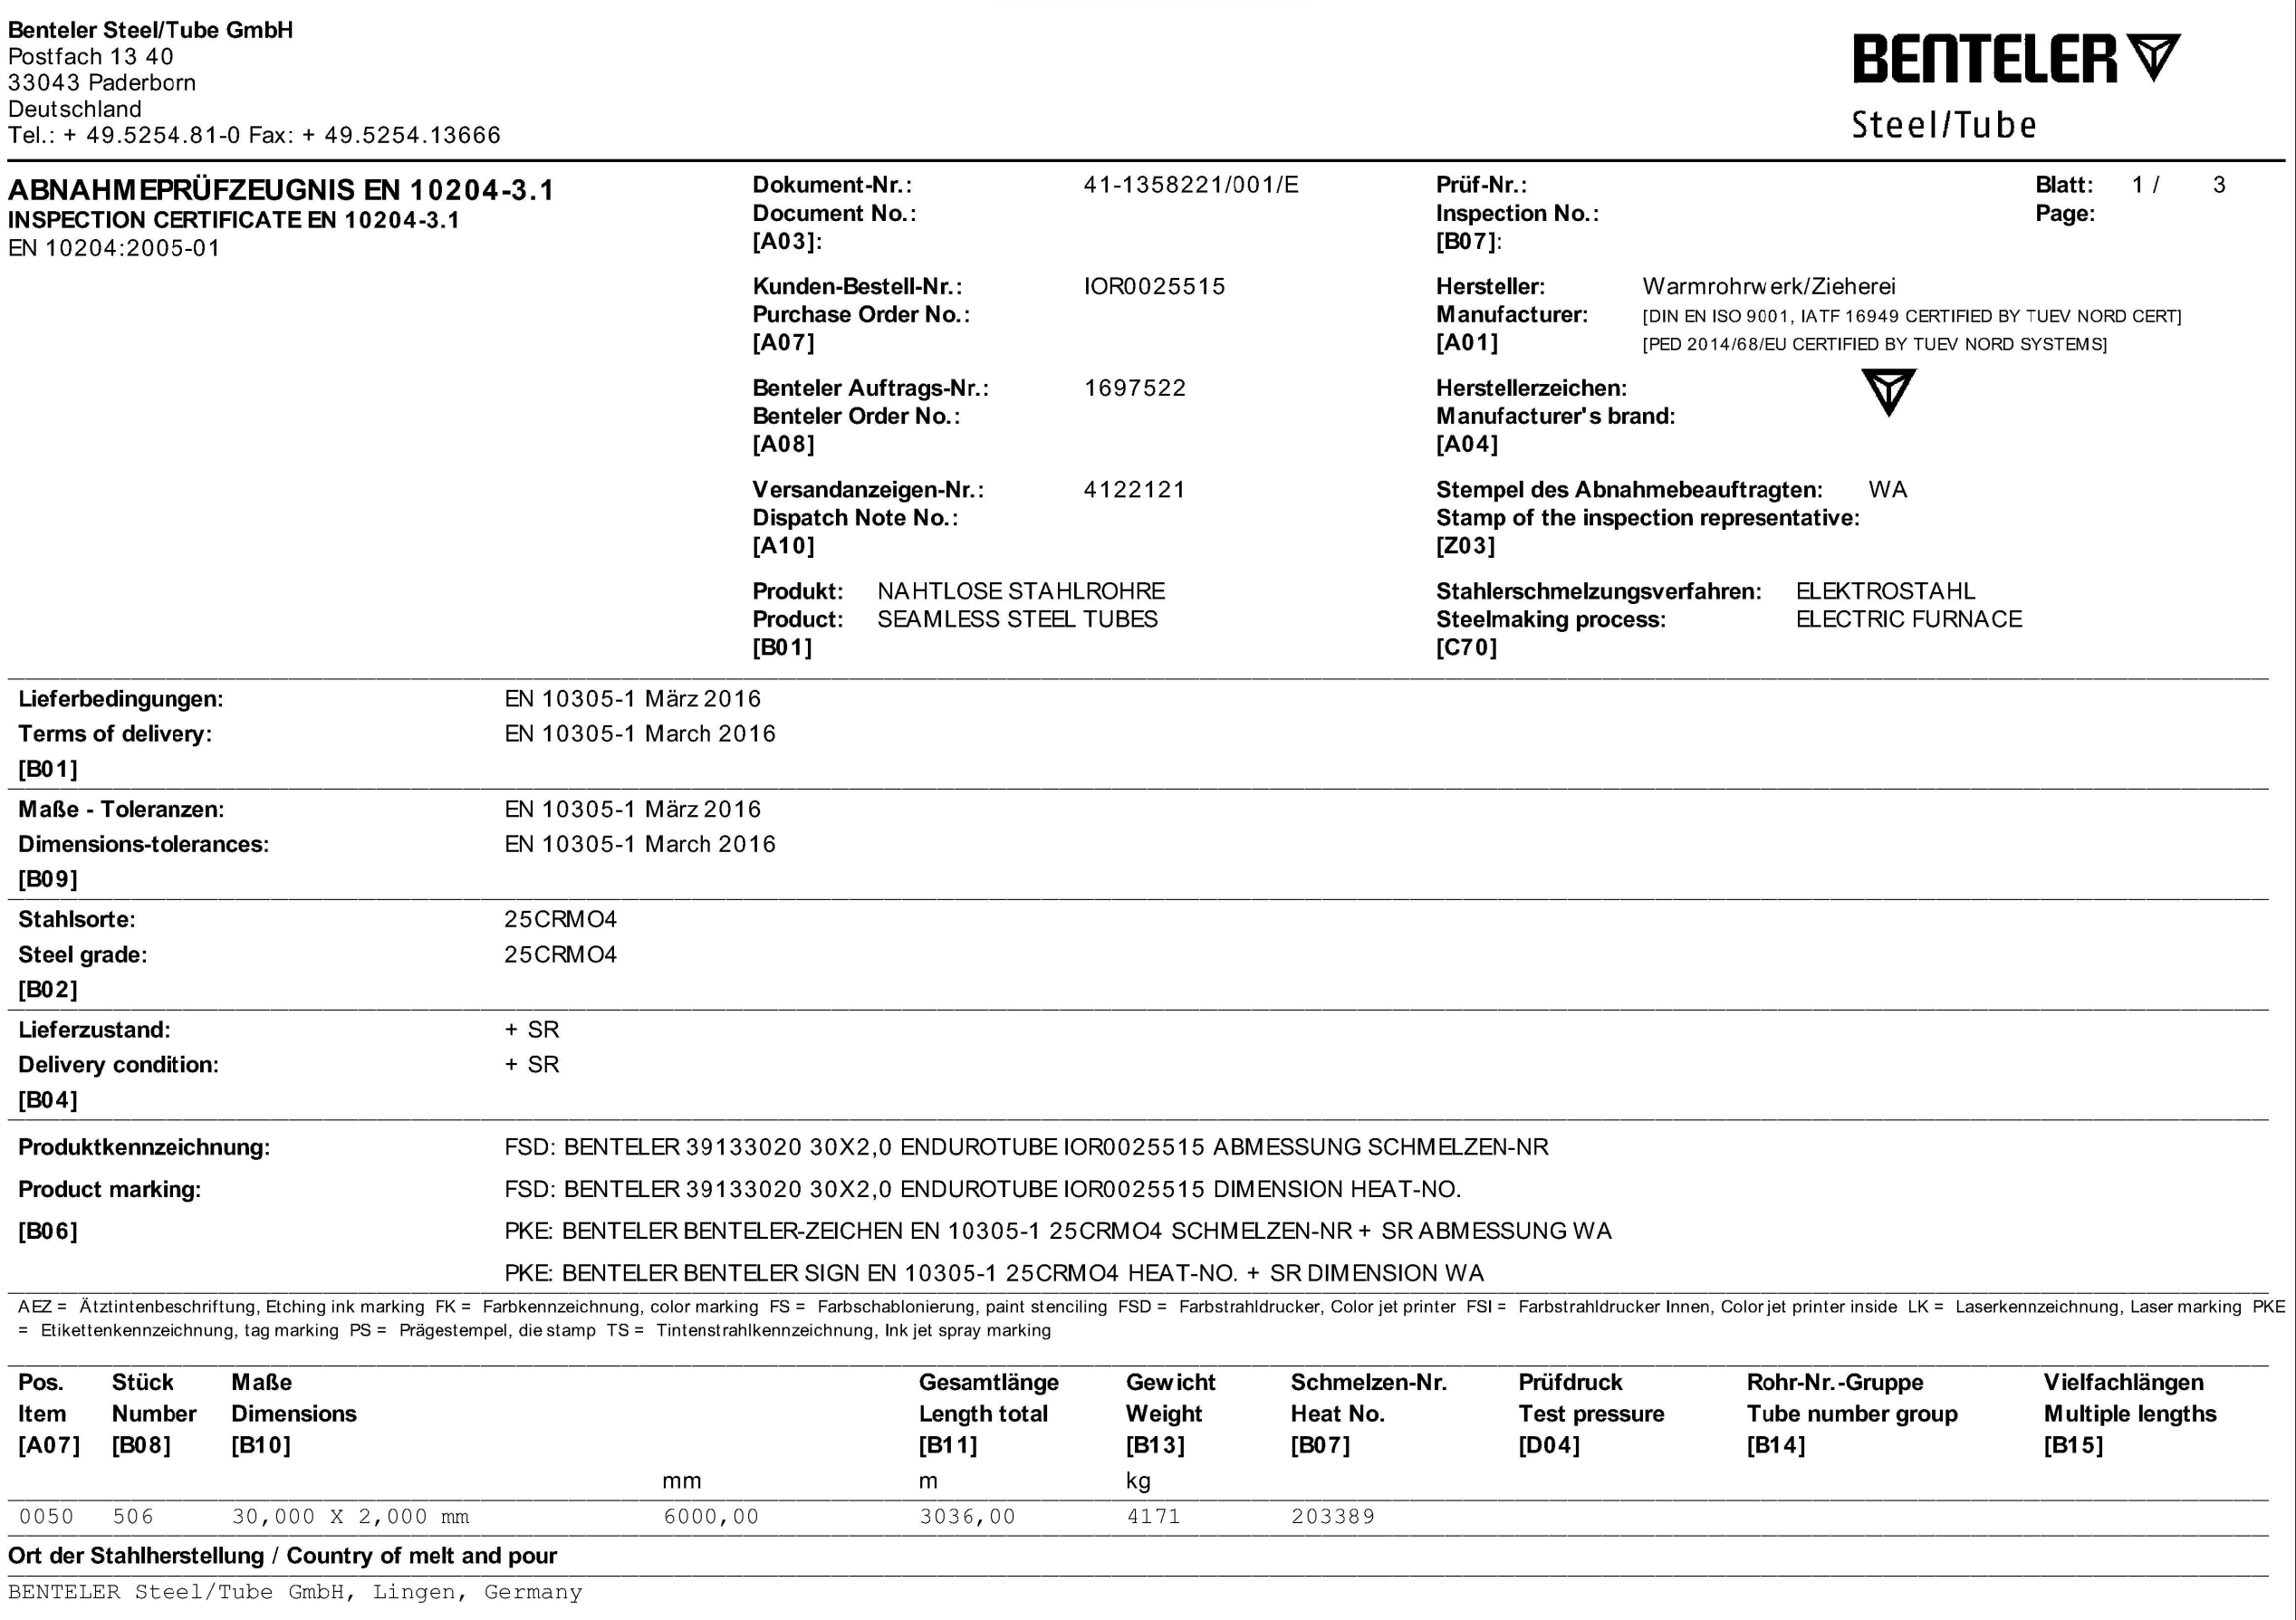 Benteler Steel/Tube GmbH
Postfach 13 40
33043 Paderborn
Deutschland
Tel.: + 49.5254.81-0 Fax: + 49.5254.13666
BENTELER
Steel/Tube
ABNAHMEPRÜFZEUGNIS EN 10204-3.1
INSPECTION CERTIFICATE EN 10204-3.1
EN 10204:2005-01
Dokument-Nr.: 41-1358221/001/E
Document No.:
[A03]:
Prüf-Nr.:
Inspection No.:
[B07]:
Blatt: 1 / 3
Page:
Kunden-Bestell-Nr.: IOR0025515
Purchase Order No.:
[A07]
Hersteller: Warmrohrwerk/Zieherei
Manufacturer: [DIN EN ISO 9001, IATF 16949 CERTIFIED BY TUEV NORD CERT]
[A01] [PED 2014/68/EU CERTIFIED BY TUEV NORD SYSTEMS]
Benteler Auftrags-Nr.: 1697522
Benteler Order No.:
[A08]
Herstellerzeichen:
Manufacturer's brand:
[A04]
Versandanzeigen-Nr.: 4122121
Dispatch Note No.:
[A10]
Stempel des Abnahmebeauftragten: WA
Stamp of the inspection representative:
[Z03]
Produkt: NAHTLOSE STAHLROHRE
Product: SEAMLESS STEEL TUBES
[B01]
Stahlerschmelzungsverfahren: ELEKTROSTAHL
Steelmaking process: ELECTRIC FURNACE
[C70]
Lieferbedingungen: EN 10305-1 März 2016
Terms of delivery: EN 10305-1 March 2016
[B01]
Maße - Toleranzen: EN 10305-1 März 2016
Dimensions-tolerances: EN 10305-1 March 2016
[B09]
Stahlsorte: 25CRMO4
Steel grade: 25CRMO4
[B02]
Lieferzustand: + SR
Delivery condition: + SR
[B04]
Produktkennzeichnung: FSD: BENTELER 39133020 30X2,0 ENDUROTUBE IOR0025515 ABMESSUNG SCHMELZEN-NR
Product marking: FSD: BENTELER 39133020 30X2,0 ENDUROTUBE IOR0025515 DIMENSION HEAT-NO.
[B06] PKE: BENTELER BENTELER-ZEICHEN EN 10305-1 25CRMO4 SCHMELZEN-NR + SR ABMESSUNG WA
PKE: BENTELER BENTELER SIGN EN 10305-1 25CRMO4 HEAT-NO. + SR DIMENSION WA
AEZ = Ätztintenbeschriftung, Etching ink marking FK = Farbkennzeichnung, color marking FS = Farbschablonierung, paint stenciling FSD = Farbstrahldrucker, Color jet printer FSI = Farbstrahldrucker Innen, Color jet printer inside LK = Laserkennzeichnung, Laser marking PKE
= Etikettenkennzeichnung, tag marking PS = Prägestempel, die stamp TS = Tintenstrahlkennzeichnung, Ink jet spray marking
Pos. Stück Maße Gesamtlänge Gewicht Schmelzen-Nr. Prüfdruck Rohr-Nr.-Gruppe Vielfachlängen
Item Number Dimensions Length total Weight Heat No. Test pressure Tube number group Multiple lengths
[A07] [B08] [B10] [B11] [B13] [B07] [D04] [B14] [B15]
mm m kg
0050 506 30,000 X 2,000 mm 6000,00 3036,00 4171 203389
Ort der Stahlherstellung / Country of melt and pour
BENTELER Steel/Tube GmbH, Lingen, Germany